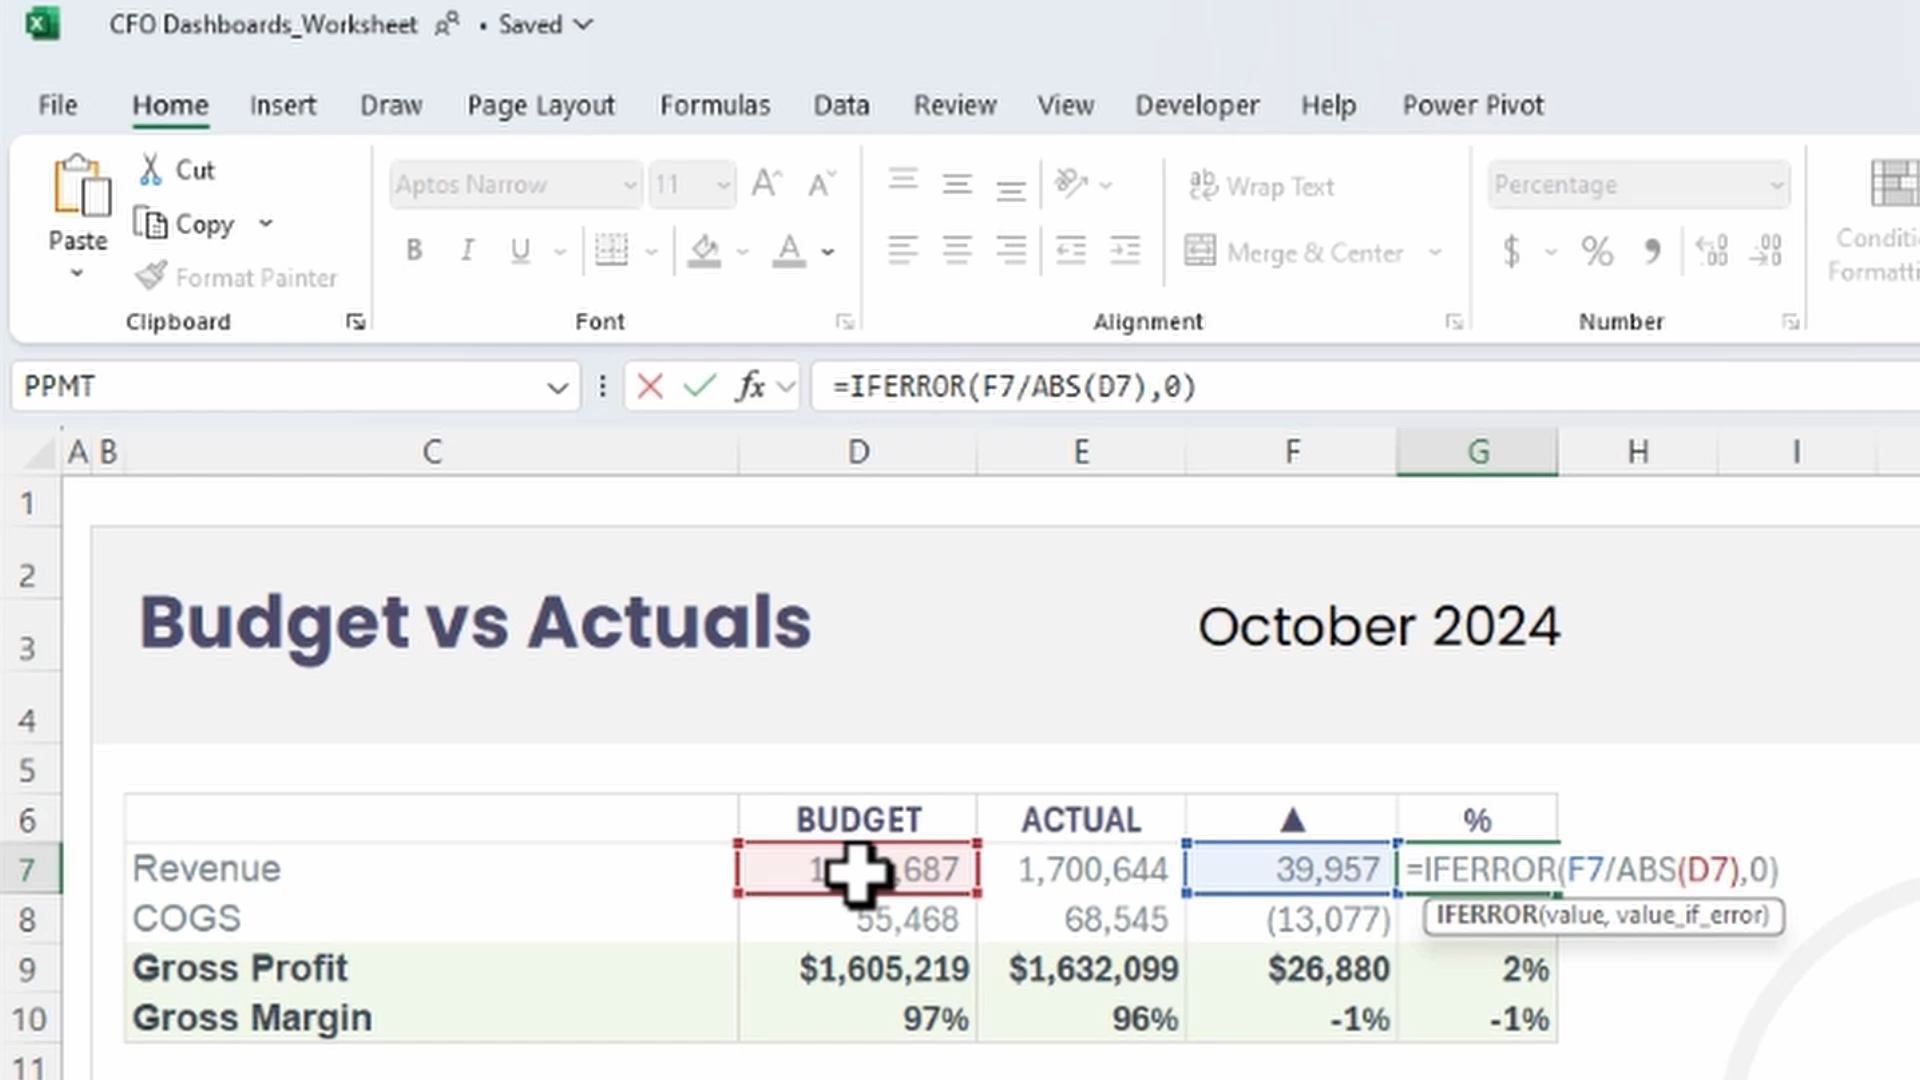 CFO Dashboards_Worksheet • Saved
File Home Insert Draw Page Layout Formulas Data Review View Developer Help Power Pivot
Paste
Cut
Copy
Format Painter
Clipboard
Aptos Narrow 11
B I U
Font
Wrap Text
Merge & Center
Alignment
Percentage
$ % 9 .00
Number
PPMT fx =IFERROR(F7/ABS(D7),0)
A B C D E F G H I
1
2
3
4
5
6
7
8
9
10
11
Budget vs Actuals October 2024
BUDGET ACTUAL ▲ %
Revenue 1,700,644 39,957 =IFERROR(F7/ABS(D7),0)
IFERROR(value, value_if_error)
COGS 55,468 68,545 (13,077)
Gross Profit $1,605,219 $1,632,099 $26,880 2%
Gross Margin 97% 96% -1% -1%